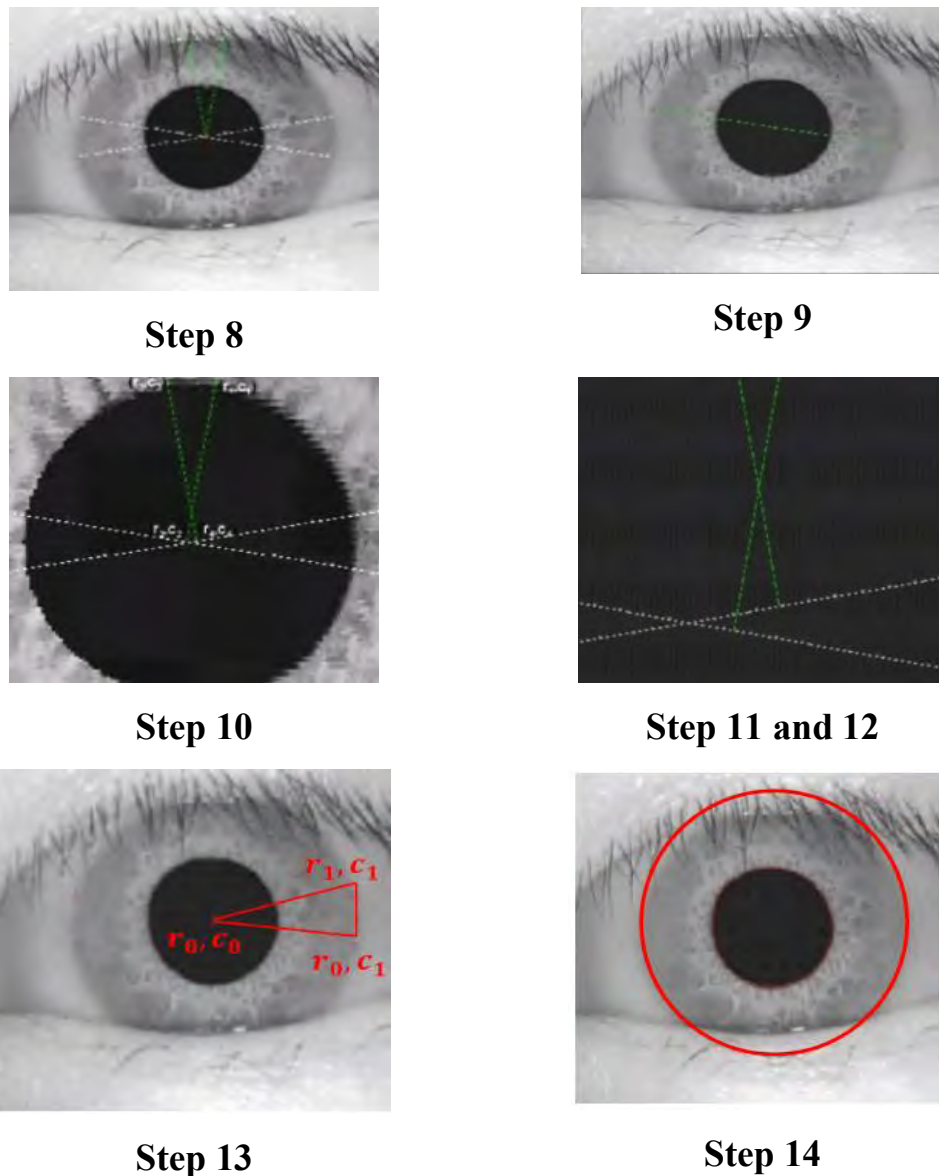 Step 8
Step 9
Step 10
Step 11 and 12
r₁, c₁
r₀, c₀
r₀, c₁
Step 13
Step 14